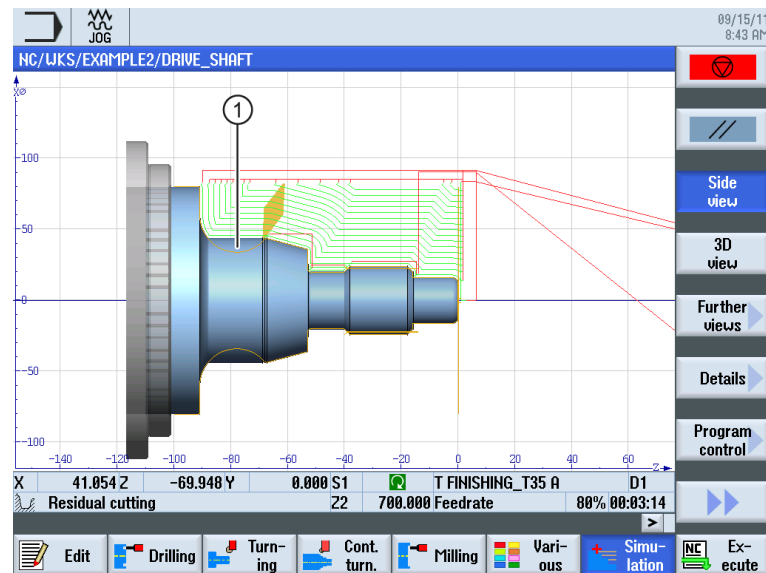 JOG
09/15/11
8:43 AM
NC/WKS/EXAMPLE2/DRIVE_SHAFT
X⌀
1
-100
-50
-0
--50
--100
-140 -120 -100 -80 -60 -40 -20 0 20 40 60 Z
Side
view
3D
view
Further
views
Details
Program
control
X 41.054 Z -69.948 Y 0.000 S1 T FINISHING_T35 A D1
Residual cutting Z2 700.000 Feedrate 80% 00:03:14
>
Edit
Drilling
Turn-
ing
Cont.
turn.
Milling
Vari-
ous
Simu-
lation
NC
Ex-
ecute